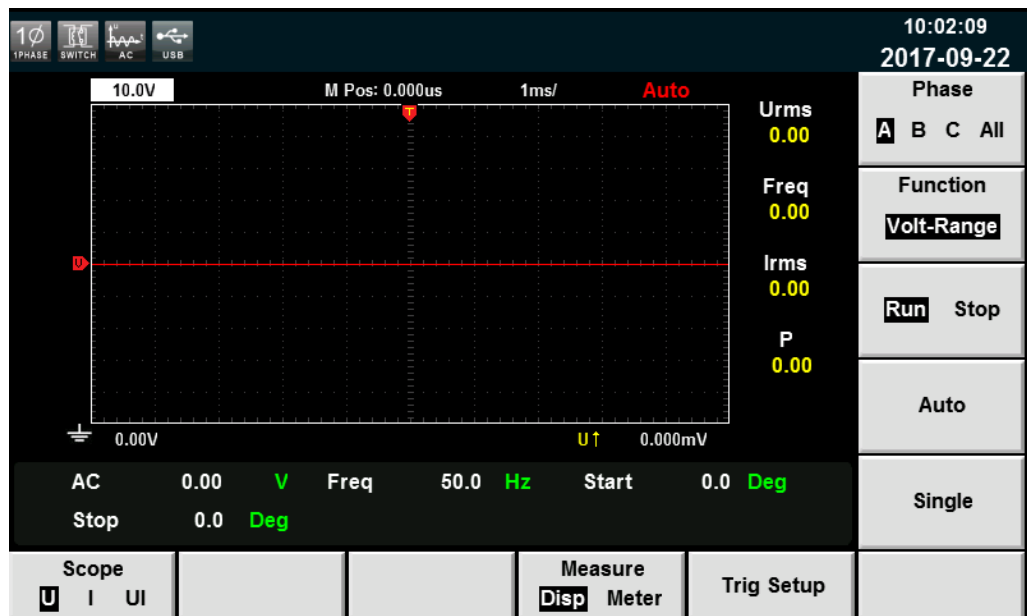 1Ø
1PHASE SWITCH AC USB
U
t
10:02:09
2017-09-22
10.0V M Pos: 0.000us 1ms/ Auto
T
U
0.00V U↑ 0.000mV
Urms
0.00
Freq
0.00
Irms
0.00
P
0.00
Phase
A B C All
Function
Volt-Range
Run Stop
Auto
Single
AC 0.00 V Freq 50.0 Hz Start 0.0 Deg
Stop 0.0 Deg
Scope
U I UI
Measure
Disp Meter
Trig Setup